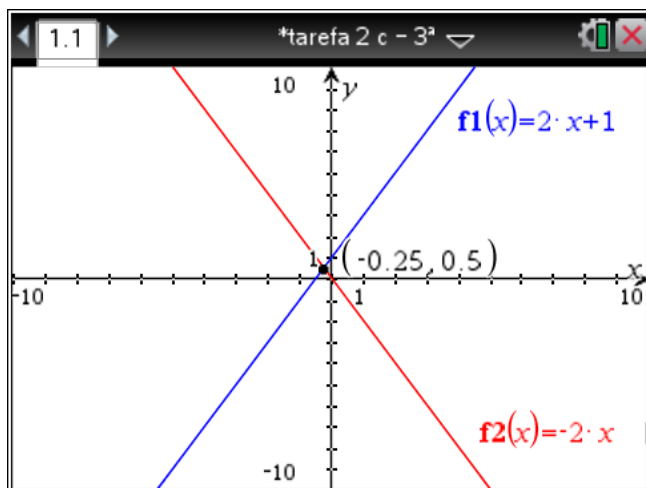 1.1
*tarefa 2 c – 3ª
10
y
f1(x)=2·x+1
1
(-0.25, 0.5)
x
-10
1
10
f2(x)=-2·x
-10